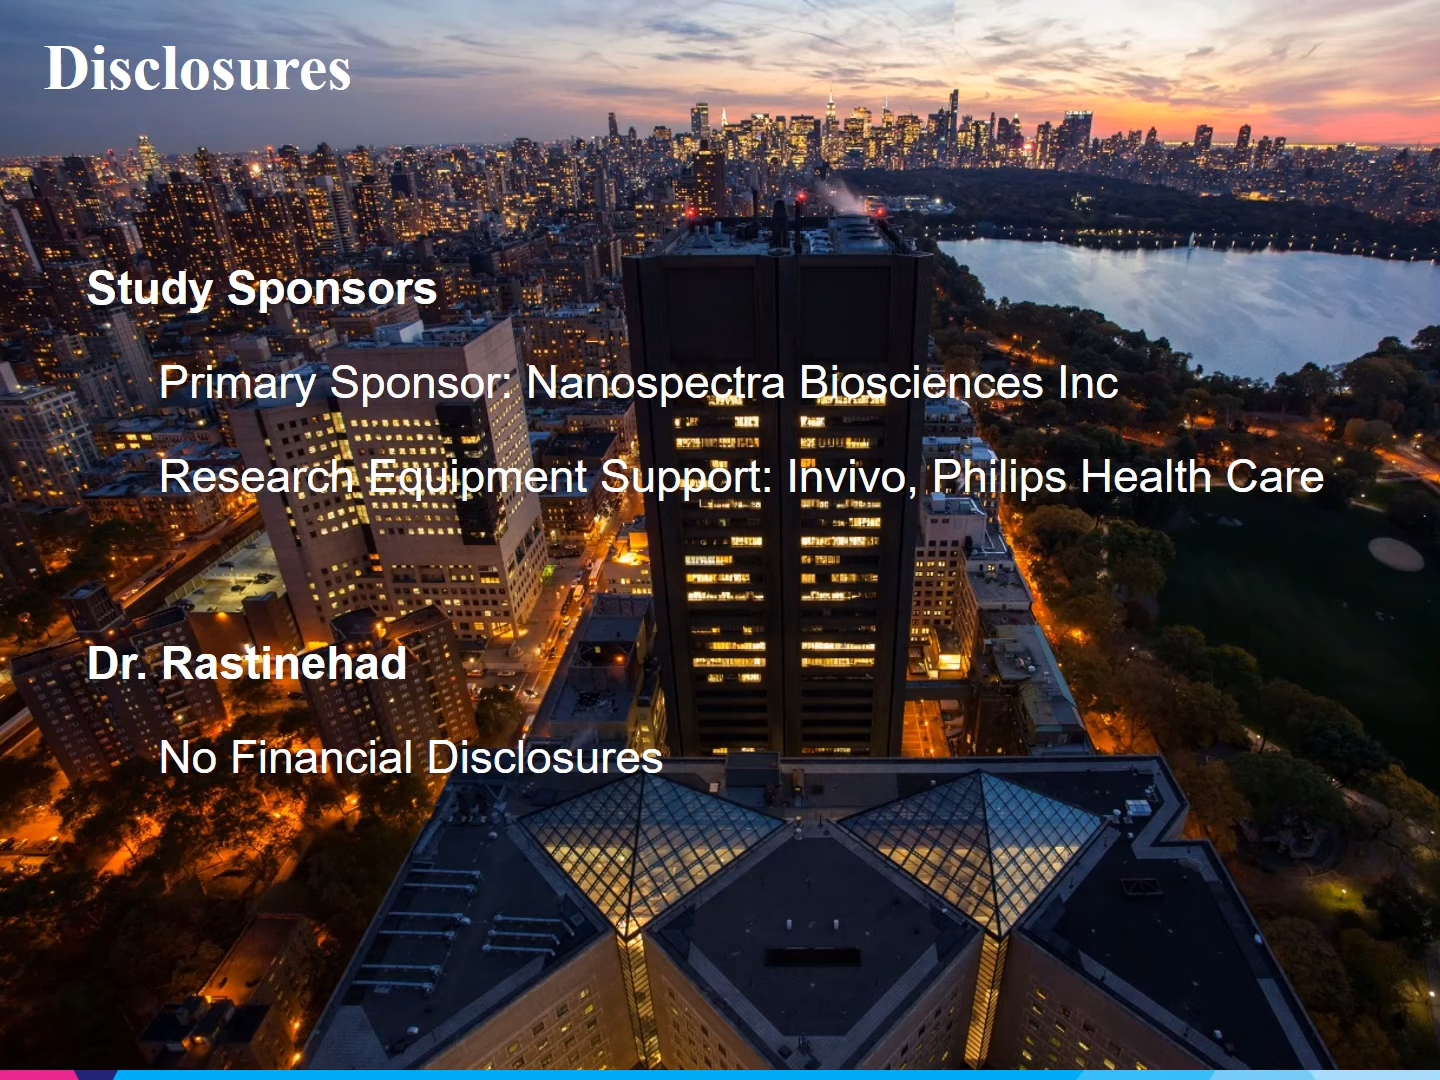 Disclosures
Study Sponsors
Primary Sponsor: Nanospectra Biosciences Inc
Research Equipment Support: Invivo, Philips Health Care
Dr. Rastinehad
No Financial Disclosures